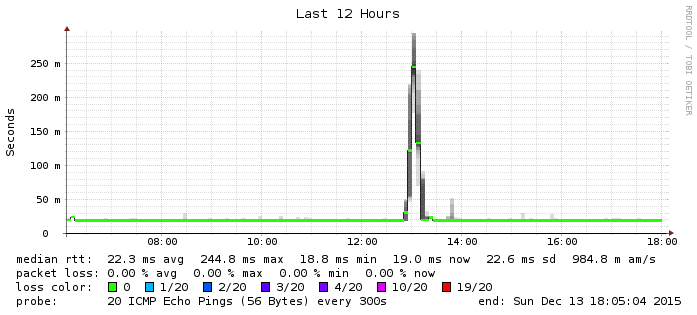 Last 12 Hours
RRDTOOL / TOBI OETIKER
Seconds
250 m
200 m
150 m
100 m
50 m
0
08:00 10:00 12:00 14:00 16:00 18:00
median rtt: 22.3 ms avg 244.8 ms max 18.8 ms min 19.0 ms now 22.6 ms sd 984.8 m am/s
packet loss: 0.00 % avg 0.00 % max 0.00 % min 0.00 % now
loss color: 0 1/20 2/20 3/20 4/20 10/20 19/20
probe: 20 ICMP Echo Pings (56 Bytes) every 300s end: Sun Dec 13 18:05:04 2015